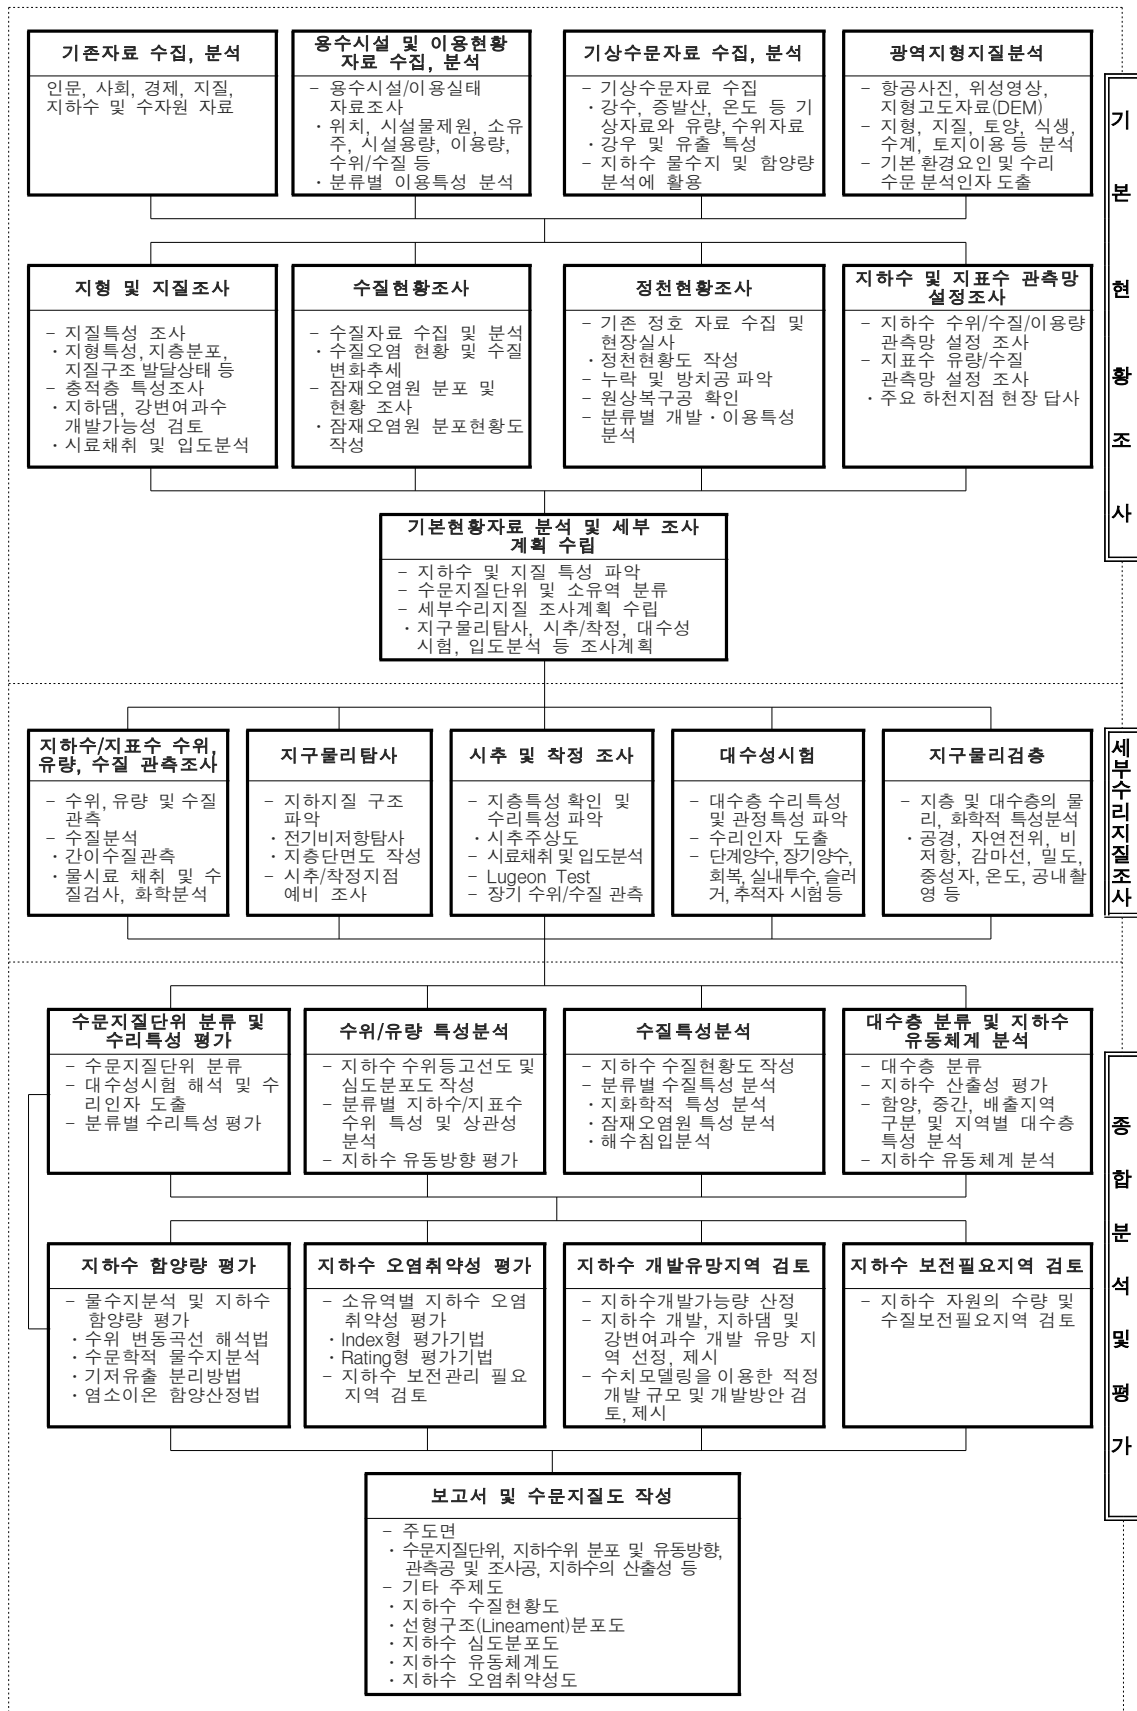 기존자료 수집, 분석
인문, 사회, 경제, 지질,
지하수 및 수자원 자료
용수시설 및 이용현황
자료 수집, 분석
- 용수시설/이용실태
자료조사
·위치, 시설물제원, 소유
주, 시설용량, 이용량,
수위/수질 등
·분류별 이용특성 분석
기상수문자료 수집, 분석
- 기상수문자료 수집
·강수, 증발산, 온도 등 기
상자료와 유량, 수위자료
·강우 및 유출 특성
- 지하수 물수지 및 함양량
분석에 활용
광역지형지질분석
- 항공사진, 위성영상,
지형고도자료(DEM)
- 지형, 지질, 토양, 식생,
수계, 토지이용 등 분석
- 기본 환경요인 및 수리
수문 분석인자 도출
기
본
현
황
조
사
지형 및 지질조사
- 지질특성 조사
·지형특성, 지층분포,
지질구조 발달상태 등
- 충적층 특성조사
·지하댐, 강변여과수
개발가능성 검토
·시료채취 및 입도분석
수질현황조사
- 수질자료 수집 및 분석
·수질오염 현황 및 수질
변화추세
- 잠재오염원 분포 및
현황 조사
·잠재오염원 분포현황도
작성
정천현황조사
- 기존 정호 자료 수집 및
현장실사
·정천현황도 작성
- 누락 및 방치공 파악
·원상복구공 확인
- 분류별 개발·이용특성
분석
지하수 및 지표수 관측망
설정조사
- 지하수 수위/수질/이용량
관측망 설정 조사
- 지표수 유량/수질
관측망 설정 조사
·주요 하천지점 현장 답사
기본현황자료 분석 및 세부 조사
계획 수립
- 지하수 및 지질 특성 파악
- 수문지질단위 및 소유역 분류
- 세부수리지질 조사계획 수립
·지구물리탐사, 시추/착정, 대수성
시험, 입도분석 등 조사계획
지하수/지표수 수위,
유량, 수질 관측조사
- 수위, 유량 및 수질
관측
- 수질분석
·간이수질관측
·물시료 채취 및 수
질검사, 화학분석
지구물리탐사
- 지하지질 구조
파악
·전기비저항탐사
·지층단면도 작성
·시추/착정지점
예비 조사
시추 및 착정 조사
- 지층특성 확인 및
수리특성 파악
·시추주상도
- 시료채취 및 입도분석
- Lugeon Test
- 장기 수위/수질 관측
대수성시험
- 대수층 수리특성
및 관정특성 파악
·수리인자 도출
- 단계양수, 장기양수,
회복, 실내투수, 슬러
거, 추적자 시험등
지구물리검층
- 지층 및 대수층의 물
리, 화학적 특성분석
·공경, 자연전위, 비
저항, 감마선, 밀도,
중성자, 온도, 공내촬
영 등
세
부
수
리
지
질
조
사
수문지질단위 분류 및
수리특성 평가
- 수문지질단위 분류
- 대수성시험 해석 및 수
리인자 도출
- 분류별 수리특성 평가
수위/유량 특성분석
- 지하수 수위등고선도 및
심도분포도 작성
- 분류별 지하수/지표수
수위 특성 및 상관성
분석
- 지하수 유동방향 평가
수질특성분석
- 지하수 수질현황도 작성
- 분류별 수질특성 분석
·지화학적 특성 분석
·잠재오염원 특성 분석
·해수침입분석
대수층 분류 및 지하수
유동체계 분석
- 대수층 분류
- 지하수 산출성 평가
- 함양, 중간, 배출지역
구분 및 지역별 대수층
특성 분석
- 지하수 유동체계 분석
종
합
분
석
및
평
가
지하수 함양량 평가
- 물수지분석 및 지하수
함양량 평가
·수위 변동곡선 해석법
·수문학적 물수지분석
·기저유출 분리방법
·염소이온 함양산정법
지하수 오염취약성 평가
- 소유역별 지하수 오염
취약성 평가
·Index형 평가기법
·Rating형 평가기법
- 지하수 보전관리 필요
지역 검토
지하수 개발유망지역 검토
- 지하수개발가능량 산정
- 지하수 개발, 지하댐 및
강변여과수 개발 유망 지
역 선정, 제시
- 수치모델링을 이용한 적정
개발 규모 및 개발방안 검
토, 제시
지하수 보전필요지역 검토
- 지하수 자원의 수량 및
수질보전필요지역 검토
보고서 및 수문지질도 작성
- 주도면
·수문지질단위, 지하수위 분포 및 유동방향,
관측공 및 조사공, 지하수의 산출성 등
- 기타 주제도
·지하수 수질현황도
·선형구조(Lineament)분포도
·지하수 심도분포도
·지하수 유동체계도
·지하수 오염취약성도